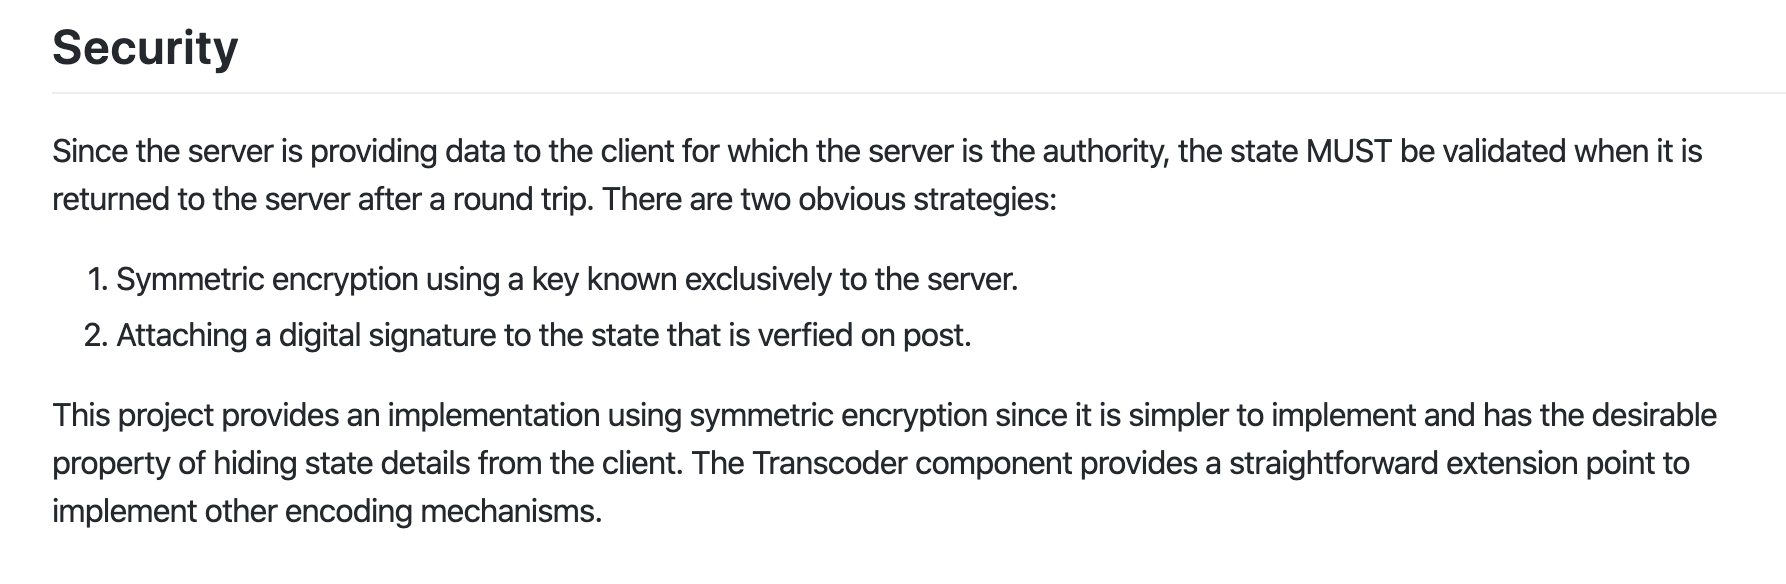 Security
Since the server is providing data to the client for which the server is the authority, the state MUST be validated when it is
returned to the server after a round trip. There are two obvious strategies:
1. Symmetric encryption using a key known exclusively to the server.
2. Attaching a digital signature to the state that is verfied on post.
This project provides an implementation using symmetric encryption since it is simpler to implement and has the desirable
property of hiding state details from the client. The Transcoder component provides a straightforward extension point to
implement other encoding mechanisms.